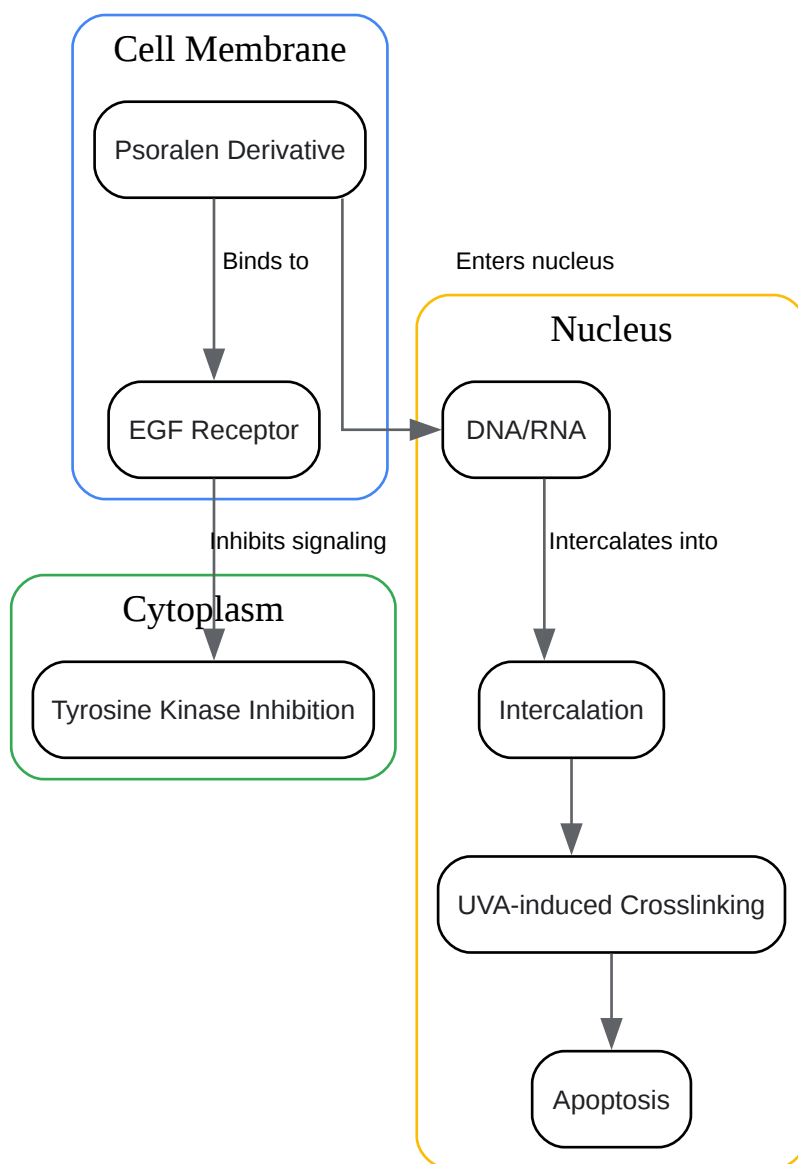 Cell Membrane
Psoralen Derivative
Binds to
Enters nucleus
Nucleus
EGF Receptor
DNA/RNA
Inhibits signaling
Intercalates into
Cytoplasm
Tyrosine Kinase Inhibition
Intercalation
UVA-induced Crosslinking
Apoptosis